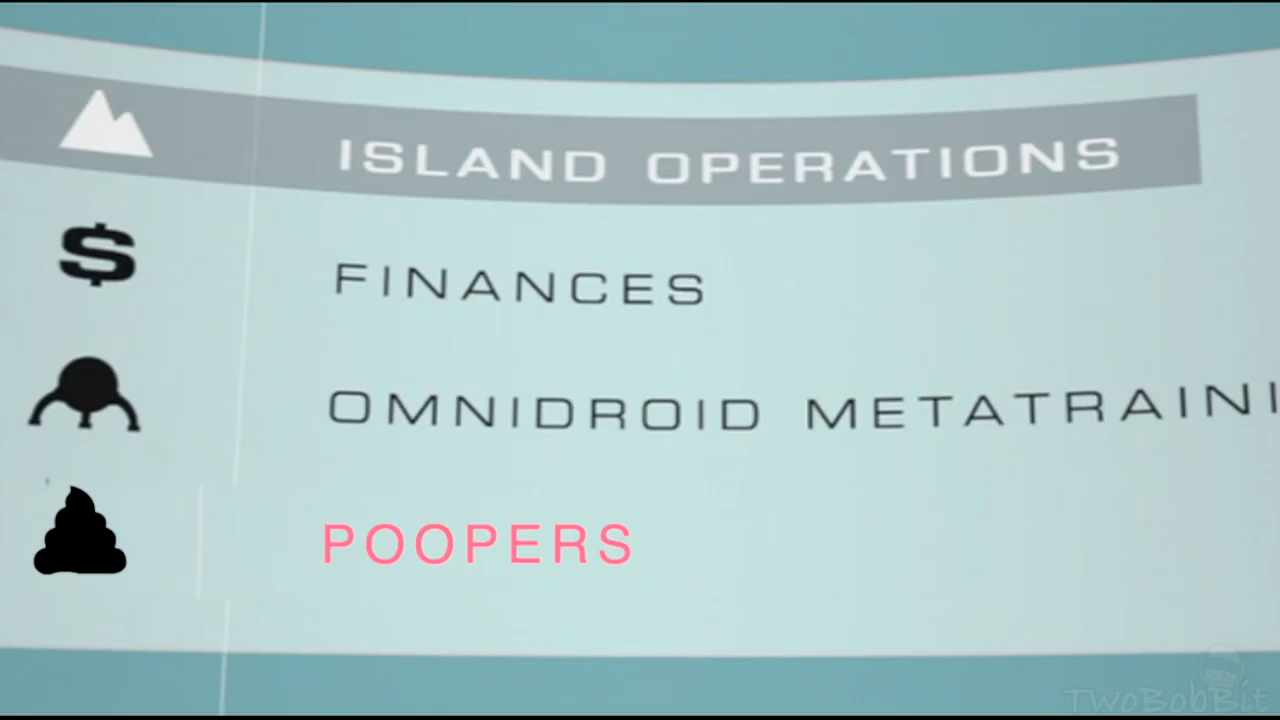 ISLAND OPERATIONS
$
FINANCES
OMNIDROID METATRAINI
POOPERS
TwoBobBit